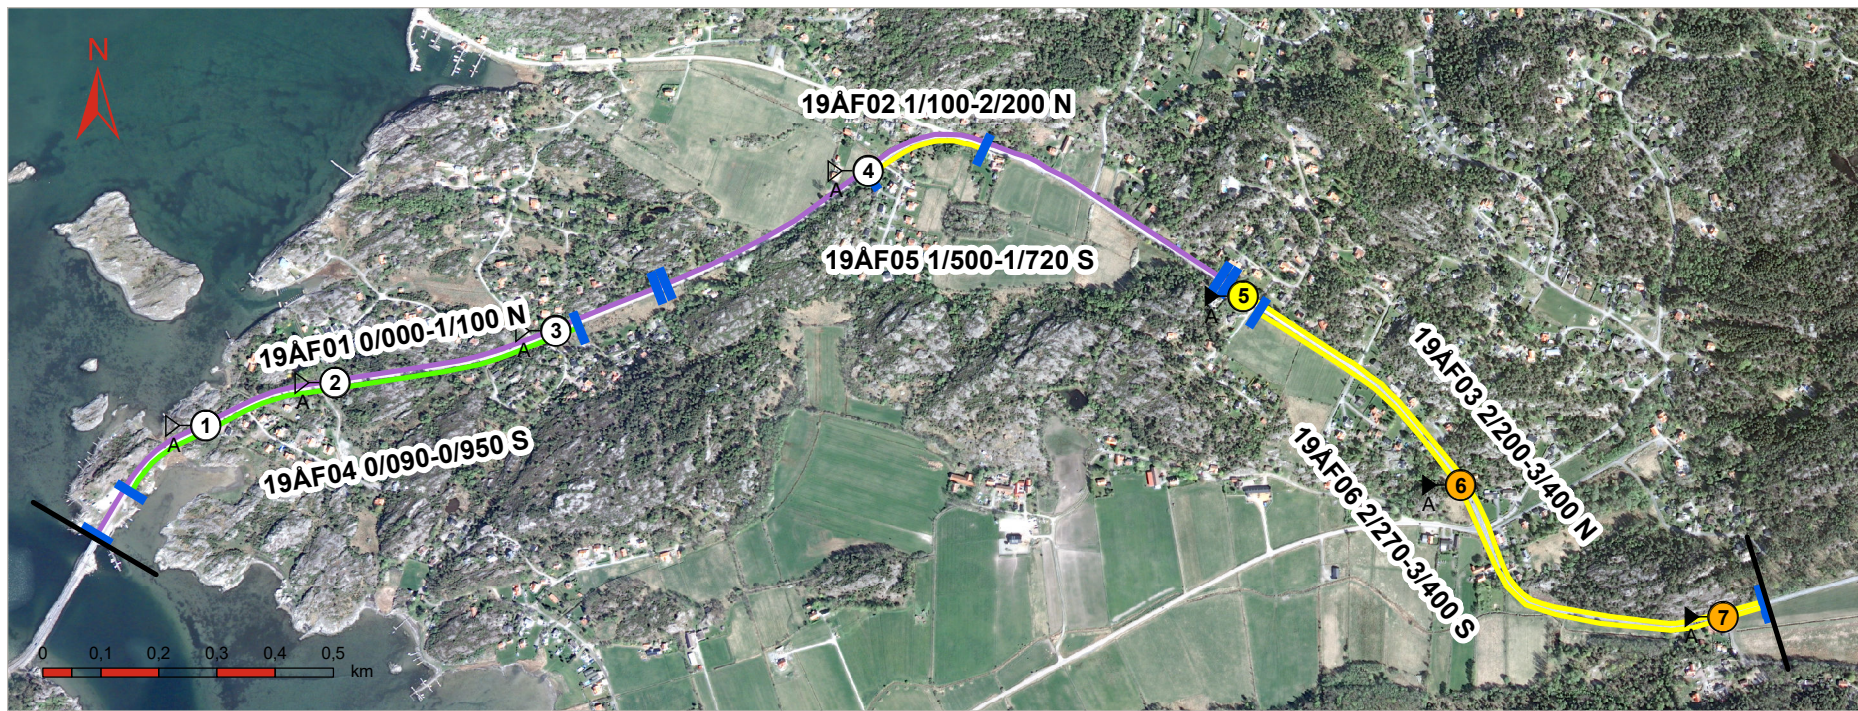 N
19ÅF02 1/100-2/200 N
4
A
19ÅF05 1/500-1/720 S
5
A
19ÅF01 0/000-1/100 N
3
A
2
A
1
A
19ÅF04 0/090-0/950 S
19ÅF03 2/200-3/400 N
19ÅF06 2/270-3/400 S
6
A
7
A
0 0,1 0,2 0,3 0,4 0,5
km